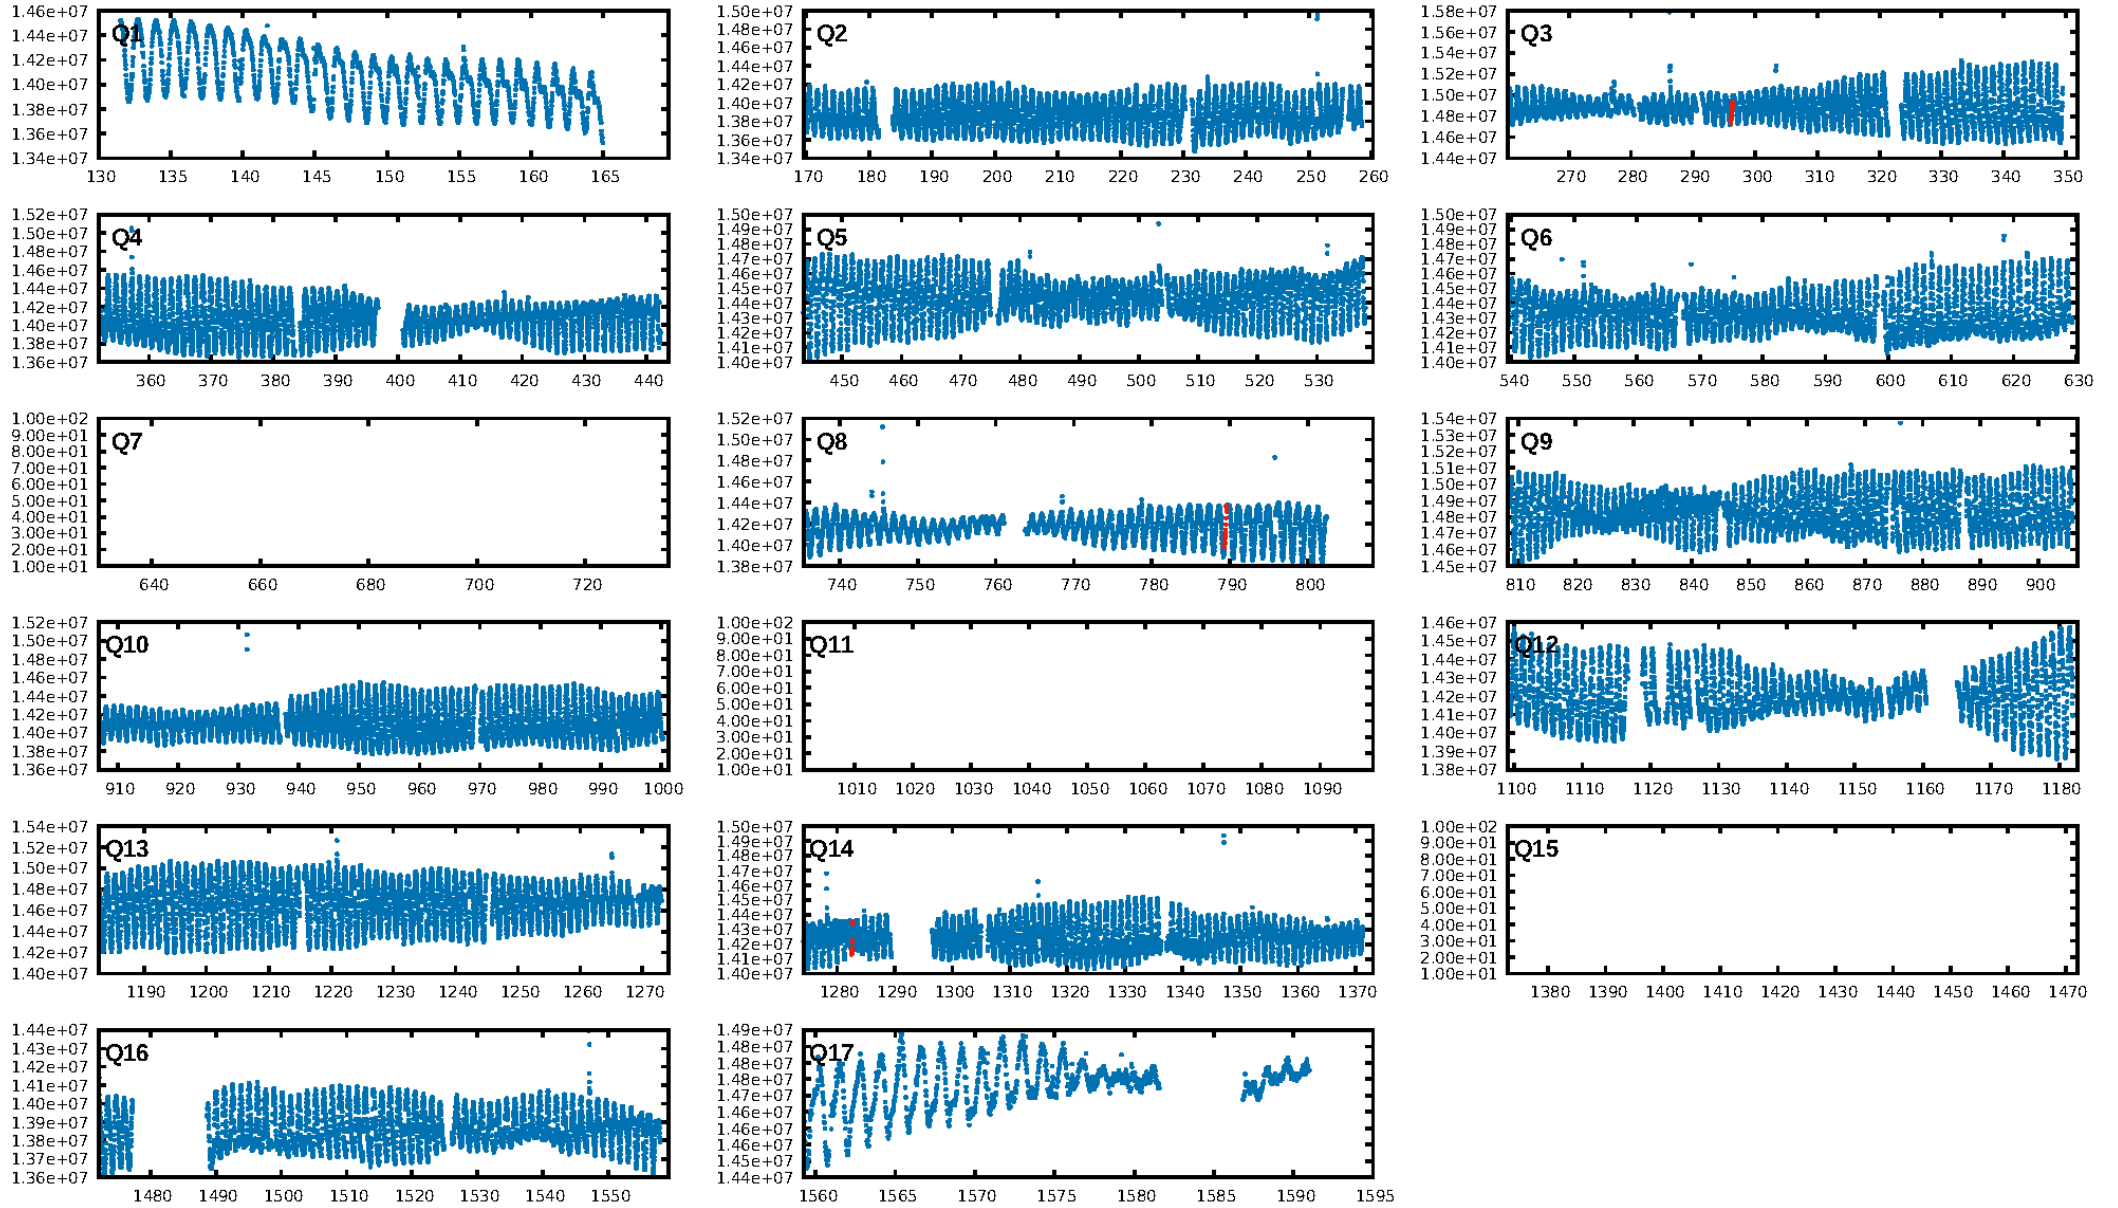 Q1
1.46e+07
1.44e+07
1.42e+07
1.40e+07
1.38e+07
1.36e+07
1.34e+07
130 135 140 145 150 155 160 165
Q2
1.50e+07
1.48e+07
1.46e+07
1.44e+07
1.42e+07
1.40e+07
1.38e+07
1.36e+07
1.34e+07
170 180 190 200 210 220 230 240 250 260
Q3
1.58e+07
1.56e+07
1.54e+07
1.52e+07
1.50e+07
1.48e+07
1.46e+07
1.44e+07
270 280 290 300 310 320 330 340 350
Q4
1.52e+07
1.50e+07
1.48e+07
1.46e+07
1.44e+07
1.42e+07
1.40e+07
1.38e+07
1.36e+07
360 370 380 390 400 410 420 430 440
Q5
1.50e+07
1.49e+07
1.48e+07
1.47e+07
1.46e+07
1.45e+07
1.44e+07
1.43e+07
1.42e+07
1.41e+07
1.40e+07
450 460 470 480 490 500 510 520 530
Q6
1.50e+07
1.49e+07
1.48e+07
1.47e+07
1.46e+07
1.45e+07
1.44e+07
1.43e+07
1.42e+07
1.41e+07
1.40e+07
540 550 560 570 580 590 600 610 620 630
Q7
1.00e+02
9.00e+01
8.00e+01
7.00e+01
6.00e+01
5.00e+01
4.00e+01
3.00e+01
2.00e+01
1.00e+01
640 660 680 700 720
Q8
1.52e+07
1.50e+07
1.48e+07
1.46e+07
1.44e+07
1.42e+07
1.40e+07
1.38e+07
740 750 760 770 780 790 800
Q9
1.54e+07
1.53e+07
1.52e+07
1.51e+07
1.50e+07
1.49e+07
1.48e+07
1.47e+07
1.46e+07
1.45e+07
810 820 830 840 850 860 870 880 890 900
Q10
1.52e+07
1.50e+07
1.48e+07
1.46e+07
1.44e+07
1.42e+07
1.40e+07
1.38e+07
1.36e+07
910 920 930 940 950 960 970 980 990 1000
Q11
1.00e+02
9.00e+01
8.00e+01
7.00e+01
6.00e+01
5.00e+01
4.00e+01
3.00e+01
2.00e+01
1.00e+01
1010 1020 1030 1040 1050 1060 1070 1080 1090
Q12
1.46e+07
1.45e+07
1.44e+07
1.43e+07
1.42e+07
1.41e+07
1.40e+07
1.39e+07
1.38e+07
1100 1110 1120 1130 1140 1150 1160 1170 1180
Q13
1.54e+07
1.52e+07
1.50e+07
1.48e+07
1.46e+07
1.44e+07
1.42e+07
1.40e+07
1190 1200 1210 1220 1230 1240 1250 1260 1270
Q14
1.50e+07
1.49e+07
1.48e+07
1.47e+07
1.46e+07
1.45e+07
1.44e+07
1.43e+07
1.42e+07
1.41e+07
1.40e+07
1280 1290 1300 1310 1320 1330 1340 1350 1360 1370
Q15
1.00e+02
9.00e+01
8.00e+01
7.00e+01
6.00e+01
5.00e+01
4.00e+01
3.00e+01
2.00e+01
1.00e+01
1380 1390 1400 1410 1420 1430 1440 1450 1460 1470
Q16
1.44e+07
1.43e+07
1.42e+07
1.41e+07
1.40e+07
1.39e+07
1.38e+07
1.37e+07
1.36e+07
1480 1490 1500 1510 1520 1530 1540 1550
Q17
1.49e+07
1.48e+07
1.48e+07
1.47e+07
1.46e+07
1.46e+07
1.45e+07
1.45e+07
1.44e+07
1560 1565 1570 1575 1580 1585 1590 1595